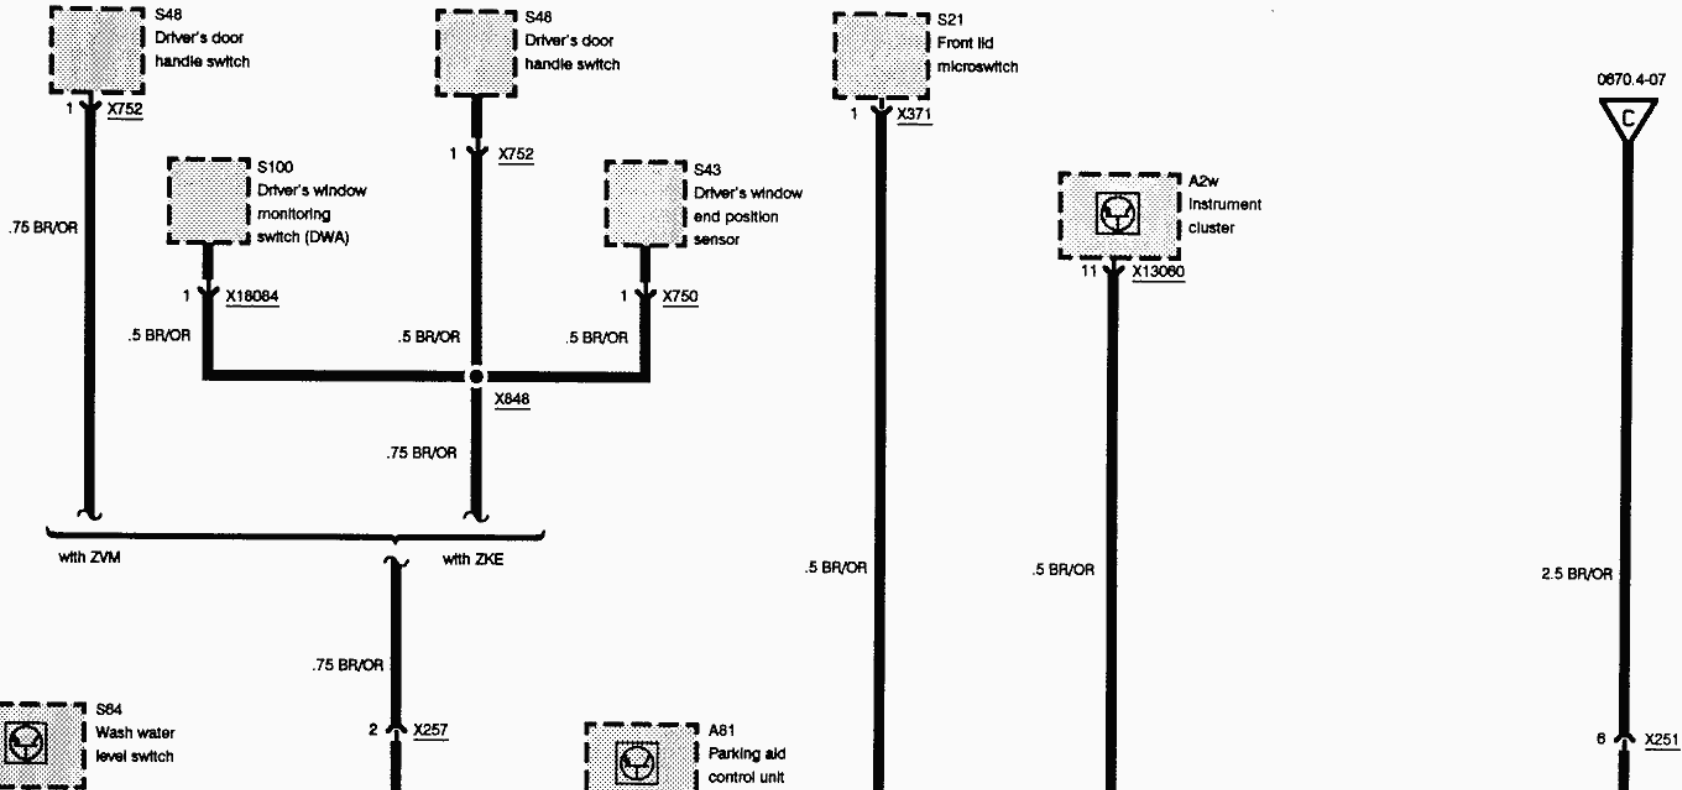 S48
Driver's door
handle switch
1 X752
S48
Driver's door
handle switch
1 X752
S21
Front lid
microswitch
1 X371
0670.4-07
C
S100
Driver's window
monitoring
switch (DWA)
1 X18084
S43
Driver's window
end position
sensor
1 X750
A2w
Instrument
cluster
11 X13060
.75 BR/OR
.5 BR/OR
.5 BR/OR
.5 BR/OR
X848
.75 BR/OR
with ZVM
with ZKE
.5 BR/OR
.5 BR/OR
2.5 BR/OR
.75 BR/OR
S64
Wash water
level switch
2 X257
A81
Parking aid
control unit
6 X251